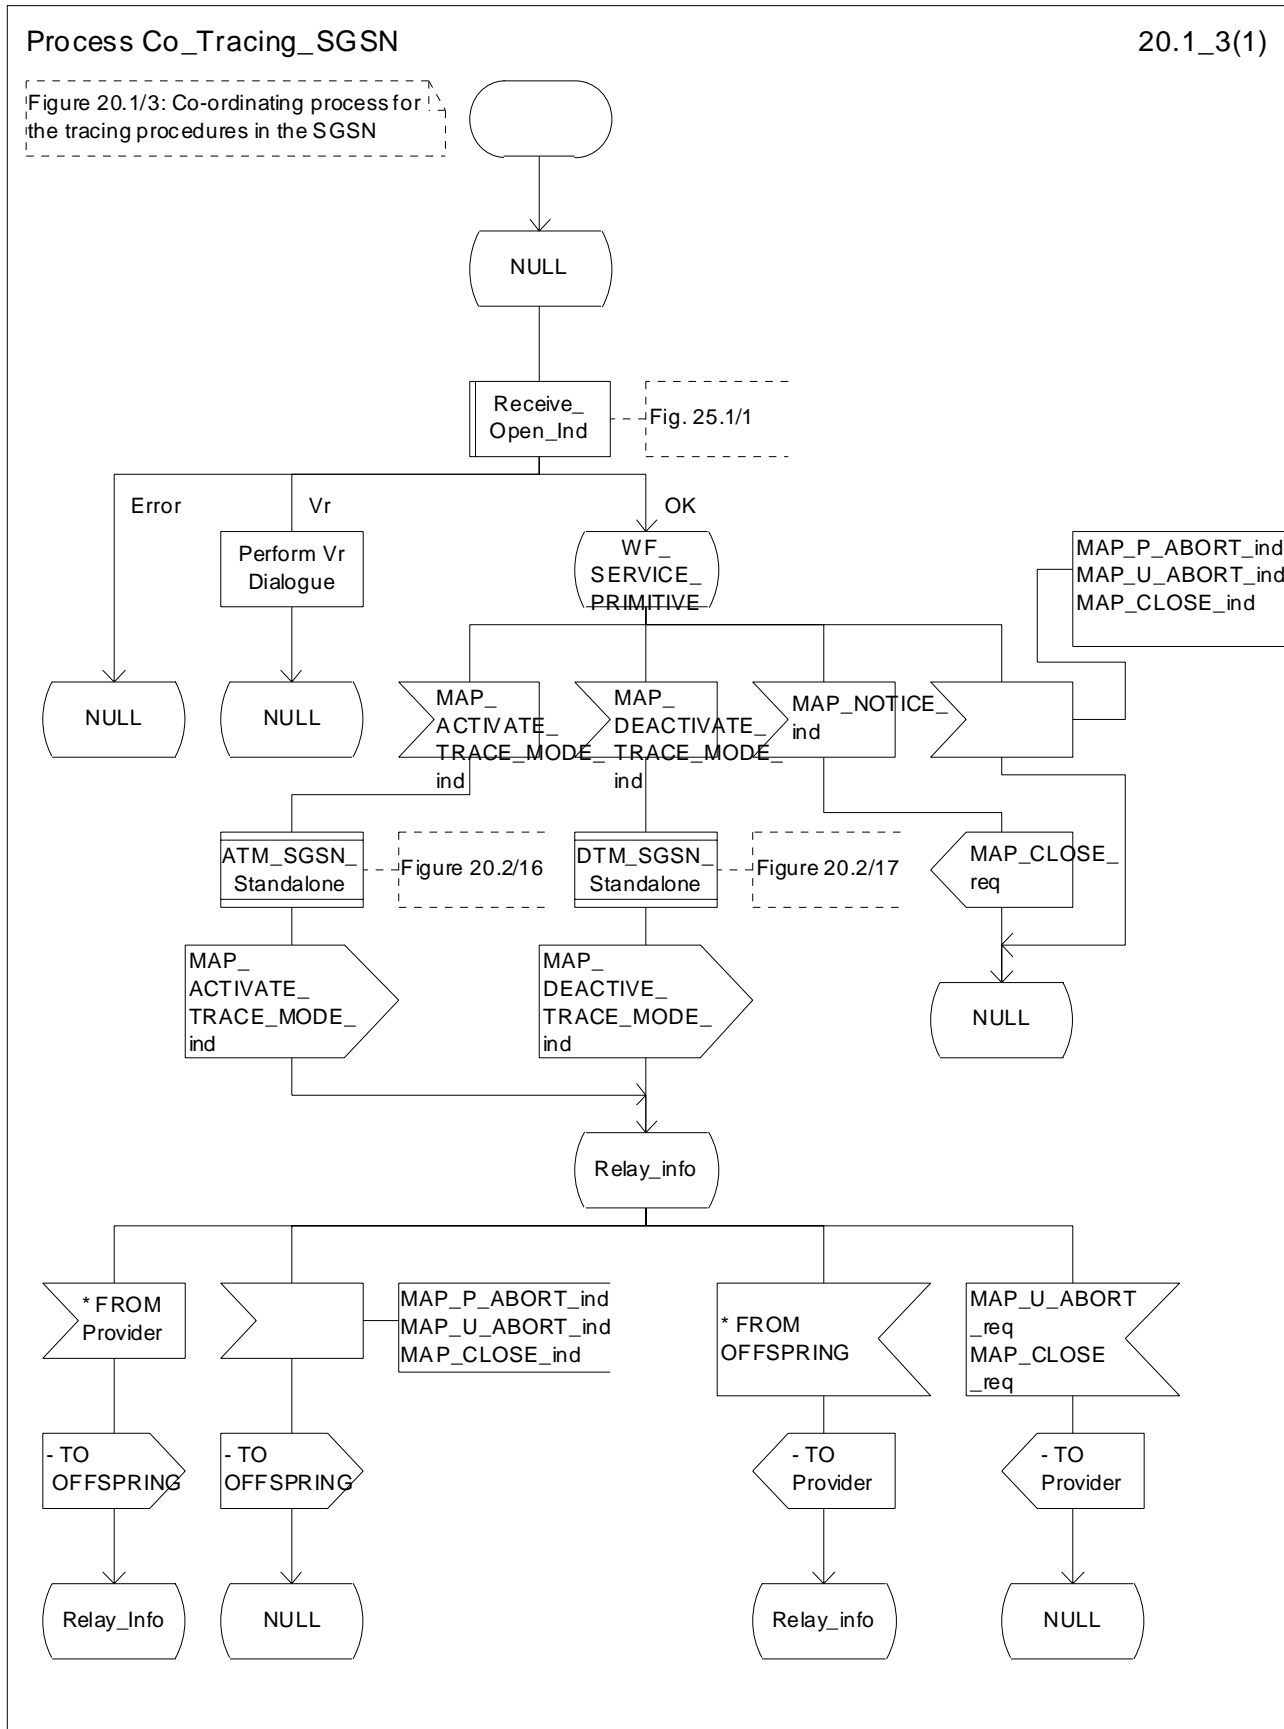 Process Co_Tracing_SGSN
20.1_3(1)
Figure 20.1/3: Co-ordinating process for
the tracing procedures in the SGSN
NULL
Receive_
Open_Ind
Fig. 25.1/1
Error
Vr
OK
Perform Vr
Dialogue
WF_
SERVICE_
PRIMITIVE
MAP_P_ABORT_ind
MAP_U_ABORT_ind
MAP_CLOSE_ind
NULL
NULL
MAP_
ACTIVATE_
TRACE_MODE_
ind
MAP_
DEACTIVATE_
TRACE_MODE_
ind
MAP_NOTICE_
ind
ATM_SGSN_
Standalone
Figure 20.2/16
DTM_SGSN_
Standalone
Figure 20.2/17
MAP_CLOSE_
req
MAP_
ACTIVATE_
TRACE_MODE_
ind
MAP_
DEACTIVE_
TRACE_MODE_
ind
NULL
Relay_info
* FROM
Provider
MAP_P_ABORT_ind
MAP_U_ABORT_ind
MAP_CLOSE_ind
* FROM
OFFSPRING
MAP_U_ABORT
_req
MAP_CLOSE
_req
- TO
OFFSPRING
- TO
OFFSPRING
- TO
Provider
- TO
Provider
Relay_Info
NULL
Relay_info
NULL